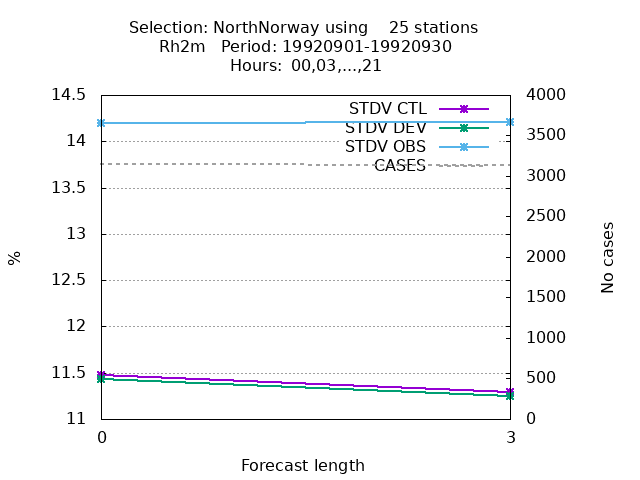 Selection: NorthNorway using    25 stations
Rh2m   Period: 19920901-19920930
Hours: 00,03,...,21
14.5
14
13.5
13
12.5
12
11.5
11
%
STDV CTL
STDV DEV
STDV OBS
CASES
4000
3500
3000
2500
2000
1500
1000
500
0
No cases
0
3
Forecast length